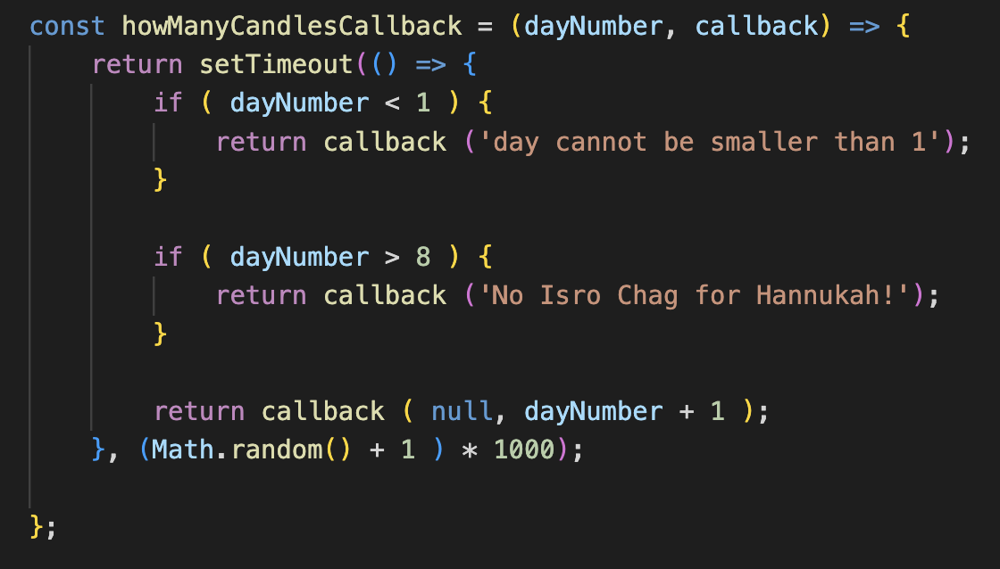 const howManyCandlesCallback = (dayNumber, callback) => {
    return setTimeout(() => {
        if ( dayNumber < 1 ) {
            return callback ('day cannot be smaller than 1');
        }

        if ( dayNumber > 8 ) {
            return callback ('No Isro Chag for Hannukah!');
        }

        return callback ( null, dayNumber + 1 );
    }, (Math.random() + 1 ) * 1000);

};